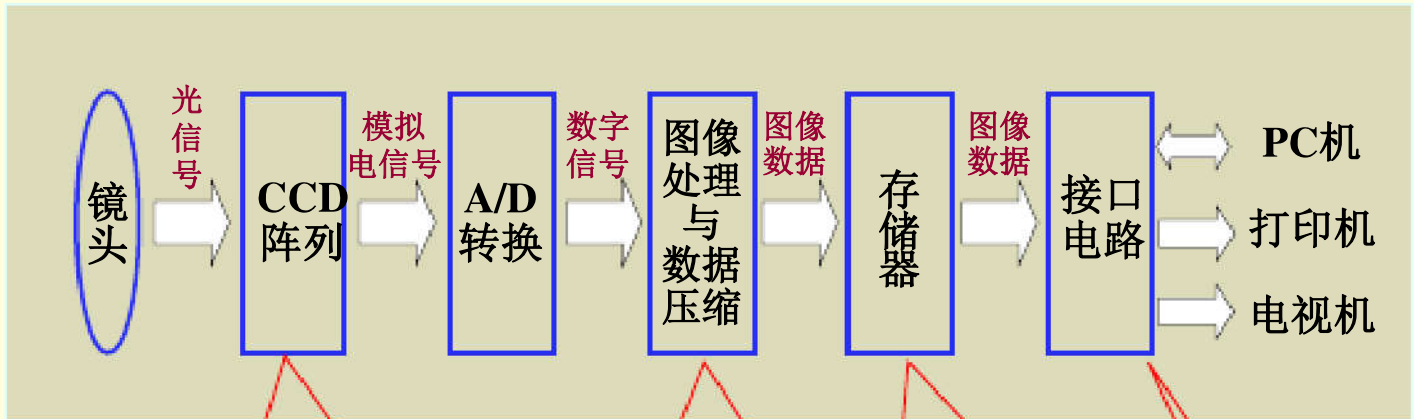 镜
头
光
信
号
CCD
阵列
模拟
电信号
A/D
转换
数字
信号
图像
处理
与
数据
压缩
图像
数据
存
储
器
图像
数据
接口
电路
PC机
打印机
电视机